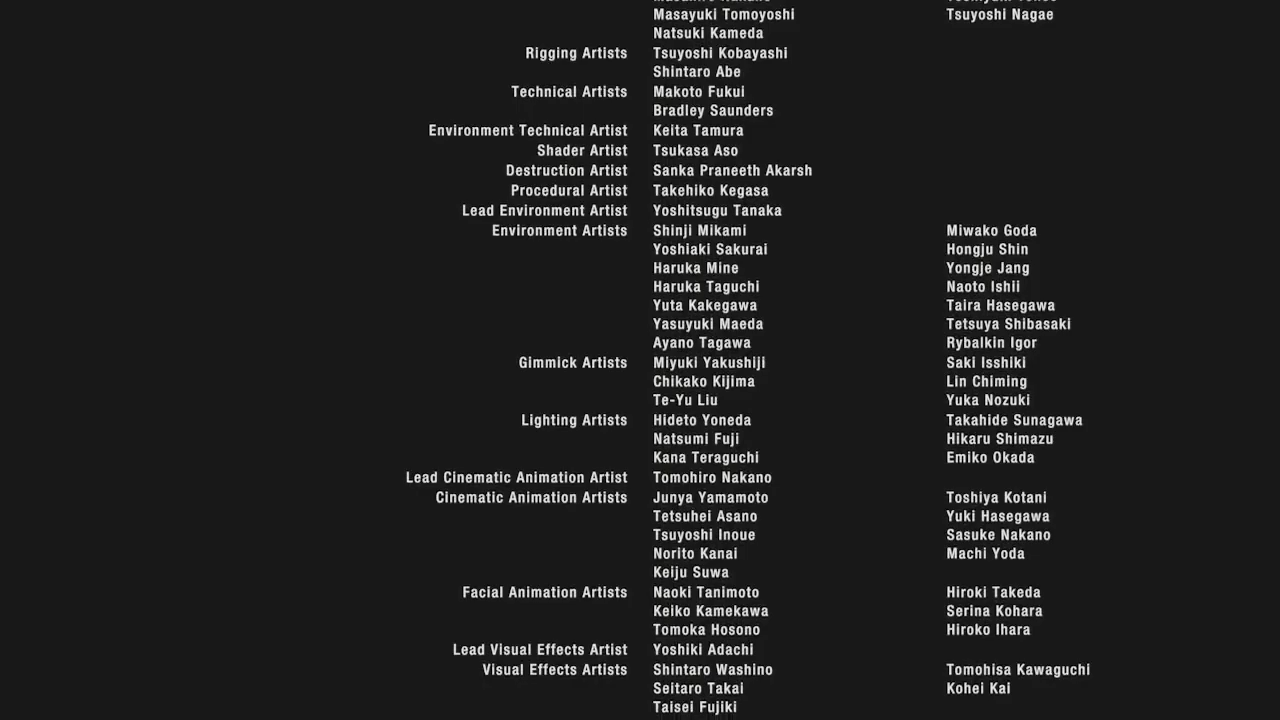 Masayuki Tomoyoshi Tsuyoshi Nagae
Natsuki Kameda
Rigging Artists Tsuyoshi Kobayashi
Shintaro Abe
Technical Artists Makoto Fukui
Bradley Saunders
Environment Technical Artist Keita Tamura
Shader Artist Tsukasa Aso
Destruction Artist Sanka Praneeth Akarsh
Procedural Artist Takehiko Kegasa
Lead Environment Artist Yoshitsugu Tanaka
Environment Artists Shinji Mikami Miwako Goda
Yoshiaki Sakurai Hongju Shin
Haruka Mine Yongje Jang
Haruka Taguchi Naoto Ishii
Yuta Kakegawa Taira Hasegawa
Yasuyuki Maeda Tetsuya Shibasaki
Ayano Tagawa Rybalkin Igor
Gimmick Artists Miyuki Yakushiji Saki Isshiki
Chikako Kijima Lin Chiming
Te-Yu Liu Yuka Nozuki
Lighting Artists Hideto Yoneda Takahide Sunagawa
Natsumi Fuji Hikaru Shimazu
Kana Teraguchi Emiko Okada
Lead Cinematic Animation Artist Tomohiro Nakano
Cinematic Animation Artists Junya Yamamoto Toshiya Kotani
Tetsuhei Asano Yuki Hasegawa
Tsuyoshi Inoue Sasuke Nakano
Norito Kanai Machi Yoda
Keiju Suwa
Facial Animation Artists Naoki Tanimoto Hiroki Takeda
Keiko Kamekawa Serina Kohara
Tomoka Hosono Hiroko Ihara
Lead Visual Effects Artist Yoshiki Adachi
Visual Effects Artists Shintaro Washino Tomohisa Kawaguchi
Seitaro Takai Kohei Kai
Taisei Fujiki